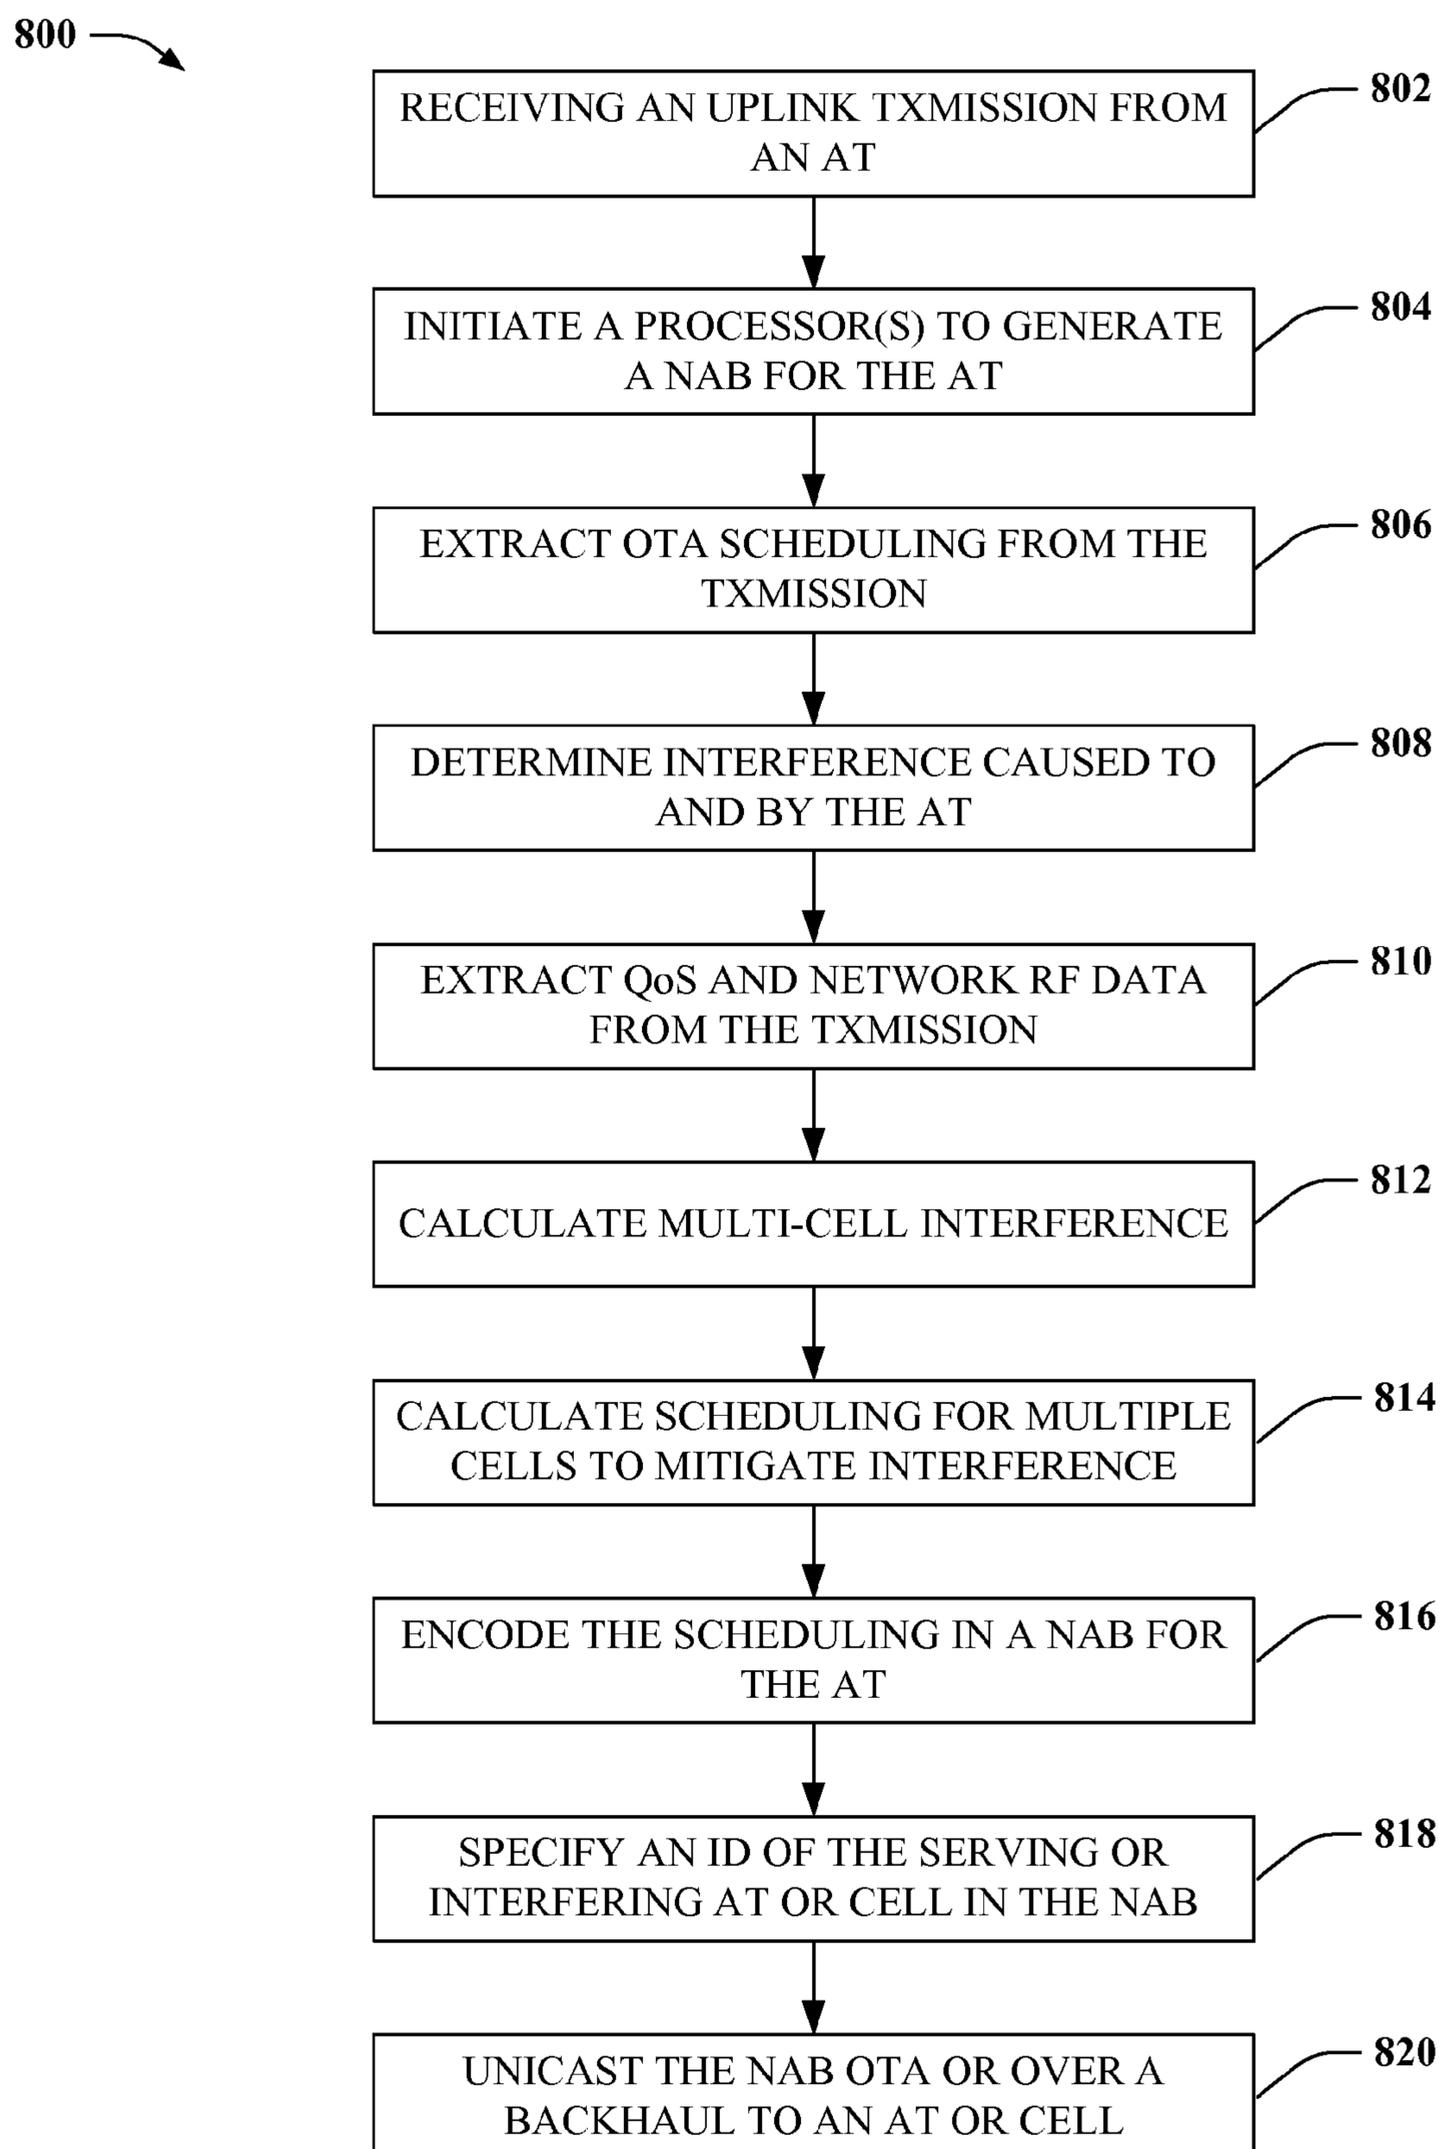 800
RECEIVING AN UPLINK TXMISSION FROM
AN AT
802
INITIATE A PROCESSOR(S) TO GENERATE
A NAB FOR THE AT
804
EXTRACT OTA SCHEDULING FROM THE
TXMISSION
806
DETERMINE INTERFERENCE CAUSED TO
AND BY THE AT
808
EXTRACT QoS AND NETWORK RF DATA
FROM THE TXMISSION
810
CALCULATE MULTI-CELL INTERFERENCE
812
CALCULATE SCHEDULING FOR MULTIPLE
CELLS TO MITIGATE INTERFERENCE
814
ENCODE THE SCHEDULING IN A NAB FOR
THE AT
816
SPECIFY AN ID OF THE SERVING OR
INTERFERING AT OR CELL IN THE NAB
818
UNICAST THE NAB OTA OR OVER A
BACKHAUL TO AN AT OR CELL
820